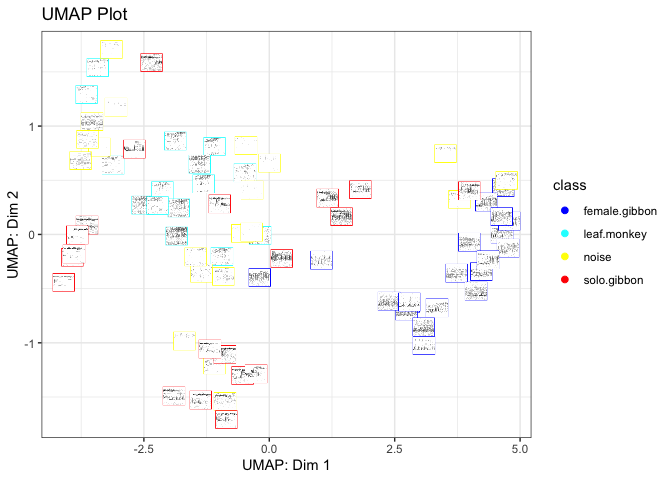 UMAP Plot
1
0
-1
UMAP: Dim 2
-2.5
0.0
2.5
5.0
UMAP: Dim 1
class
female.gibbon
leaf.monkey
noise
solo.gibbon